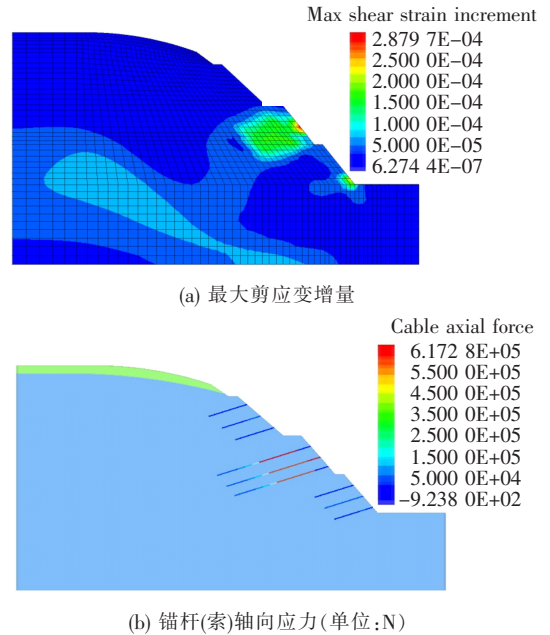 Max shear strain increment
2.879 7E-04
2.500 0E-04
2.000 0E-04
1.500 0E-04
1.000 0E-04
5.000 0E-05
6.274 4E-07
(a) 最大剪应变增量
Cable axial force
6.172 8E+05
5.500 0E+05
4.500 0E+05
3.500 0E+05
2.500 0E+05
1.500 0E+05
5.000 0E+04
-9.238 0E+02
(b) 锚杆(索)轴向应力(单位:N)